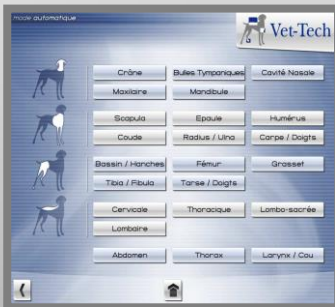 mode automatique
Vet-Tech
Crâne Bulles Tympaniques Cavité Nasale
Maxilaire Mandibule
Scapula Epaule Humérus
Coude Radius / Ulna Carpe / Doigts
Bassin / Hanches Fémur Grasset
Tibia / Fibula Tarse / Doigts
Cervicale Thoracique Lombo-sacrée
Lombaire
Abdomen Thorax Larynx / Cou